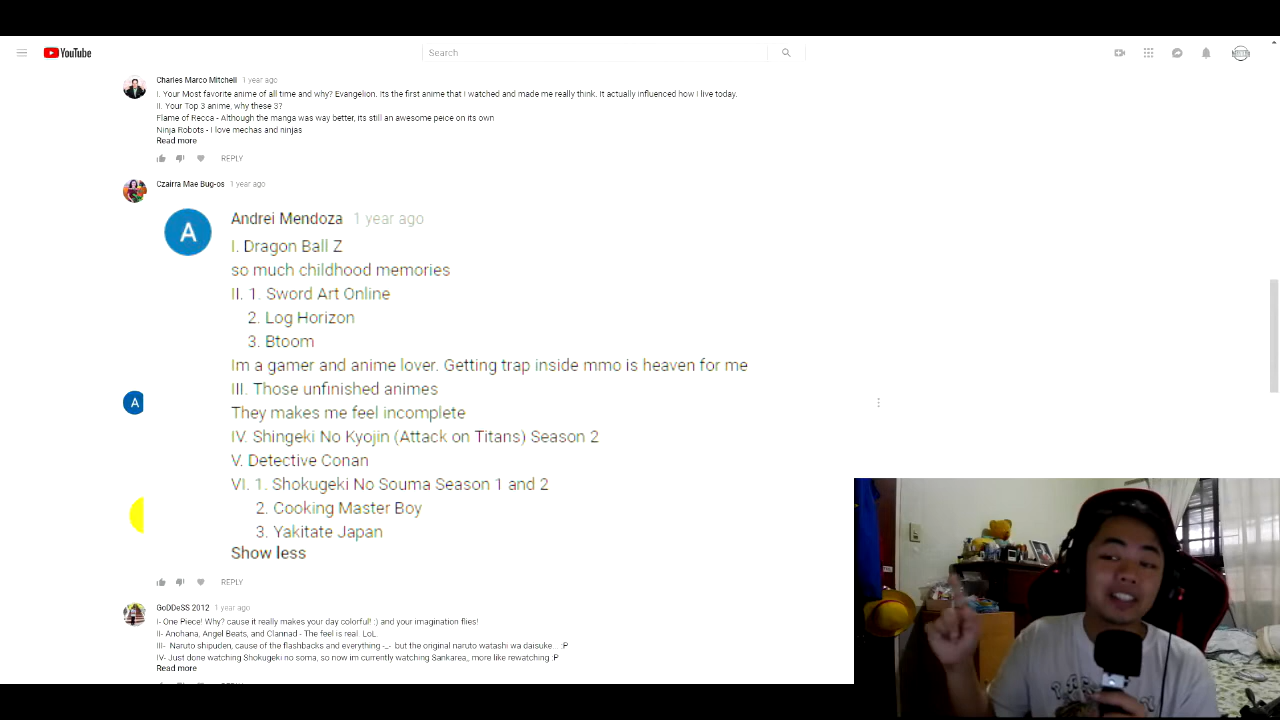 YouTube
Search
Charles Marco Mitchell 1 year ago
I. Your Most favorite anime of all time and why? Evangelion. Its the first anime that I watched and made me really think. It actually influenced how I live today.
II. Your Top 3 anime, why these 3?
Flame of Recca - Although the manga was way better, its still an awesome peice on its own
Ninja Robots - I love mechas and ninjas
Read more
REPLY
Czairra Mae Bug-os 1 year ago
A
Andrei Mendoza 1 year ago
I. Dragon Ball Z
so much childhood memories
II. 1. Sword Art Online
2. Log Horizon
3. Btoom
Im a gamer and anime lover. Getting trap inside mmo is heaven for me
III. Those unfinished animes
A
They makes me feel incomplete
IV. Shingeki No Kyojin (Attack on Titans) Season 2
V. Detective Conan
VI. 1. Shokugeki No Souma Season 1 and 2
2. Cooking Master Boy
3. Yakitate Japan
Show less
REPLY
GoDDeSS 2012 1 year ago
I- One Piece! Why? cause it really makes your day colorful! :) and your imagination flies!
II- Anohana, Angel Beats, and Clannad - The feel is real. LoL
III- Naruto shipuden, cause of the flashbacks and everything -_- but the original naruto watashi wa daisuke... :P
IV- Just done watching Shokugeki no soma, so now im currently watching Sankarea,, more like rewatching :P
Read more